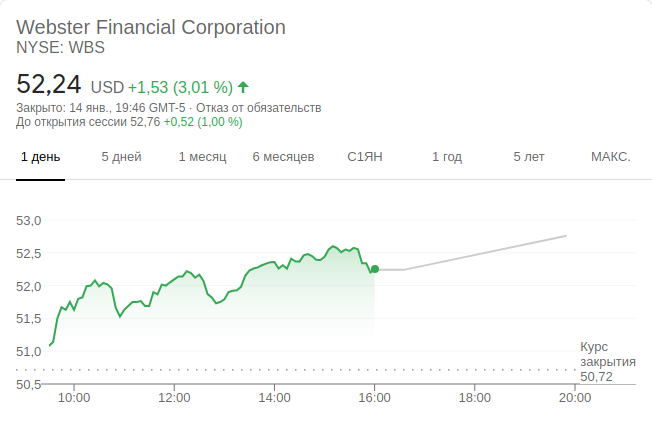 Webster Financial Corporation
NYSE: WBS
52,24 USD +1,53 (3,01 %)
Закрыто: 14 янв., 19:46 GMT-5 · Отказ от обязательств
До открытия сессии 52,76 +0,52 (1,00 %)
1 день 5 дней 1 месяц 6 месяцев С1ЯН 1 год 5 лет МАКС.
53,0
52,5
52,0
51,5
51,0
50,5
Курс
закрытия
50,72
10:00 12:00 14:00 16:00 18:00 20:00